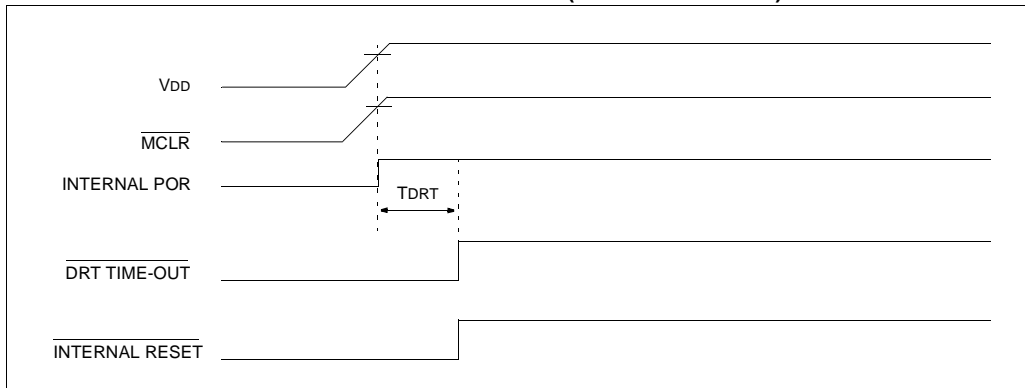 VDD
MCLR
INTERNAL POR
TDRT
DRT TIME-OUT
INTERNAL RESET